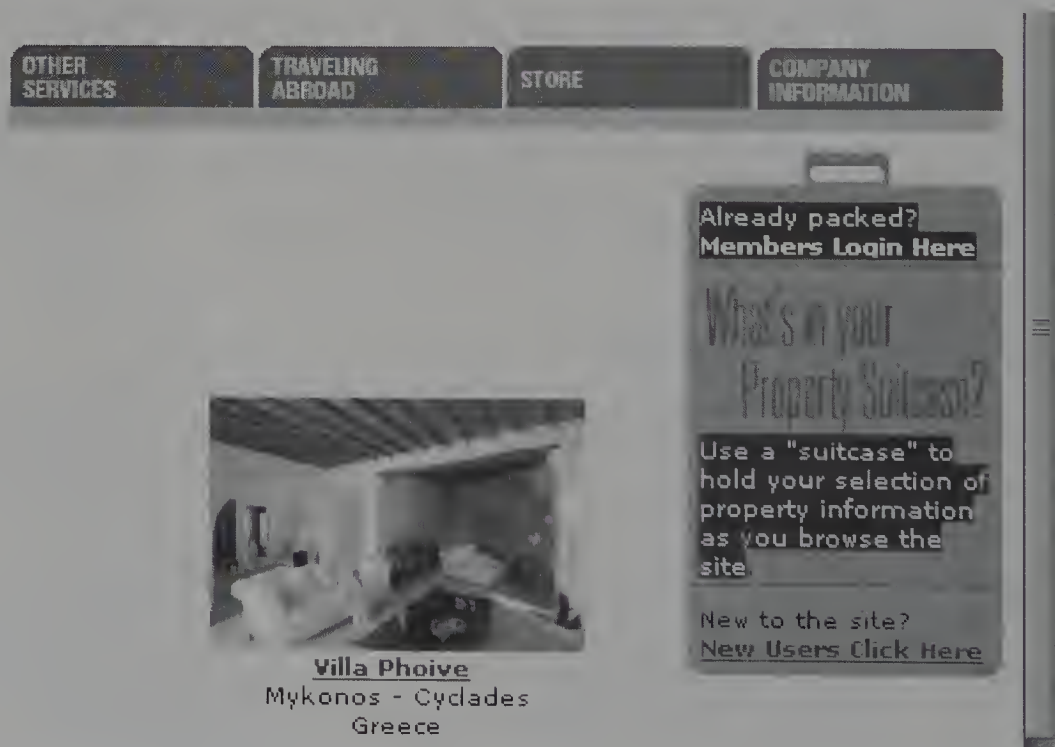 OTHER
SERVICES
TRAVELING
ABROAD
STORE
COMPANY
INFORMATION
Already packed?
Members Login Here
What's in your
Property Suitcase?
Use a "suitcase" to
hold your selection of
property information
as you browse the
site.
New to the site?
New Users Click Here
Villa Phoive
Mykonos - Cyclades
Greece